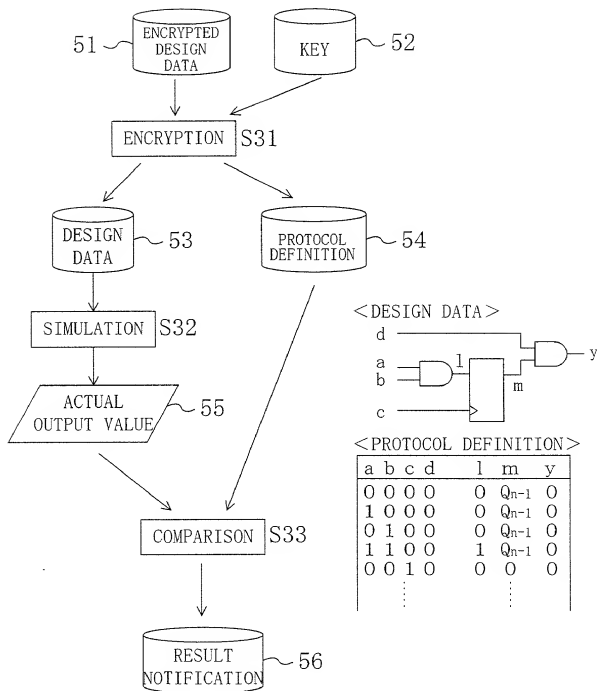 51
ENCRYPTED
DESIGN
DATA
KEY
52
ENCRYPTION
S31
DESIGN
DATA
53
PROTOCOL
DEFINITION
54
SIMULATION
S32
ACTUAL
OUTPUT VALUE
55
COMPARISON
S33
RESULT
NOTIFICATION
56
<DESIGN DATA>
d
y
a
l
b
m
c
<PROTOCOL DEFINITION>
a b c d l m y
0 0 0 0 0 Qn-1 0
1 0 0 0 0 Qn-1 0
0 1 0 0 0 Qn-1 0
1 1 0 0 1 Qn-1 0
0 0 1 0 0 0 0